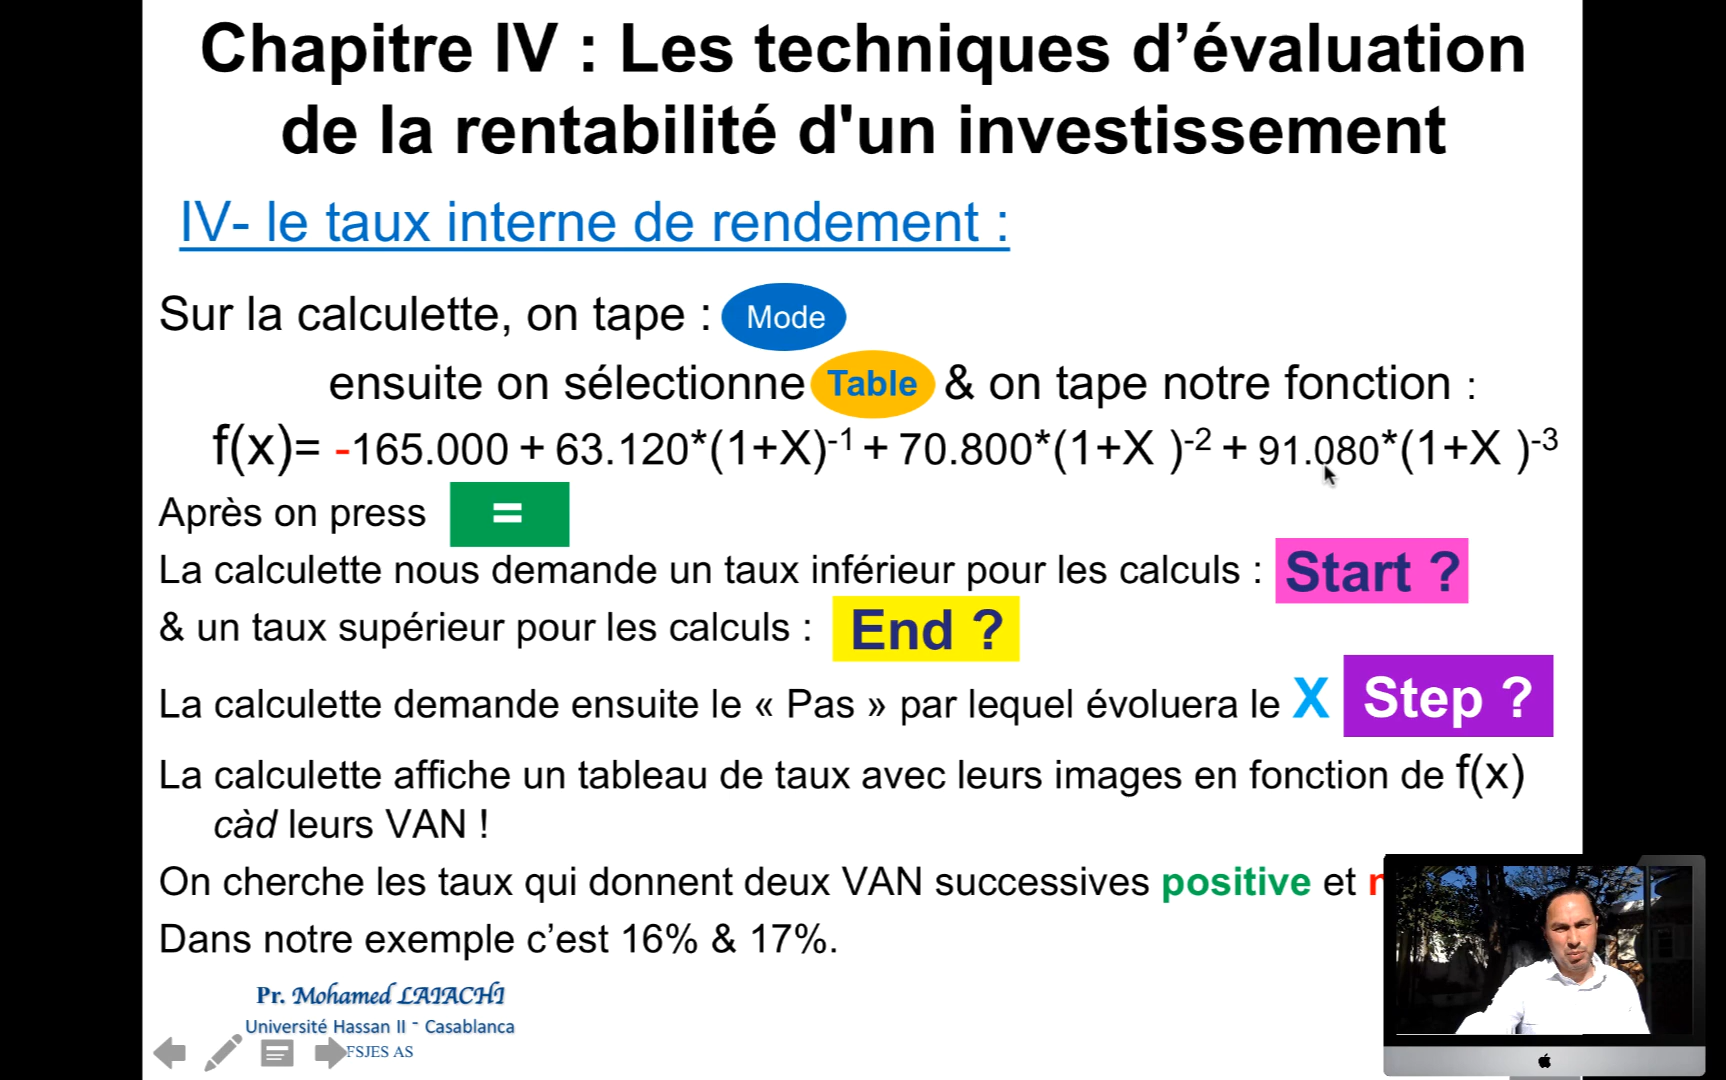 Chapitre IV : Les techniques d’évaluation
de la rentabilité d'un investissement
IV- le taux interne de rendement :
Sur la calculette, on tape : Mode
ensuite on sélectionne Table & on tape notre fonction :
f(x)= -165.000 + 63.120*(1+X)⁻¹ + 70.800*(1+X )⁻² + 91.080*(1+X )⁻³
Après on press =
La calculette nous demande un taux inférieur pour les calculs : Start ?
& un taux supérieur pour les calculs : End ?
La calculette demande ensuite le « Pas » par lequel évoluera le X Step ?
La calculette affiche un tableau de taux avec leurs images en fonction de f(x)
càd leurs VAN !
On cherche les taux qui donnent deux VAN successives positive et
Dans notre exemple c’est 16% & 17%.
Pr. Mohamed LAIACHI
Université Hassan II - Casablanca
FSJES AS